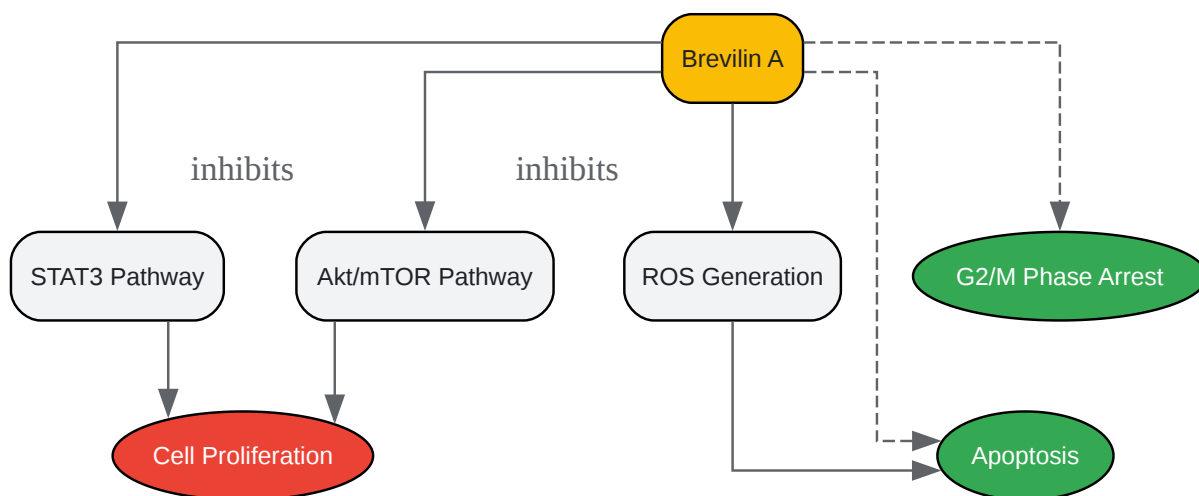 Brevilin A
inhibits
inhibits
STAT3 Pathway
Akt/mTOR Pathway
ROS Generation
G2/M Phase Arrest
Cell Proliferation
Apoptosis